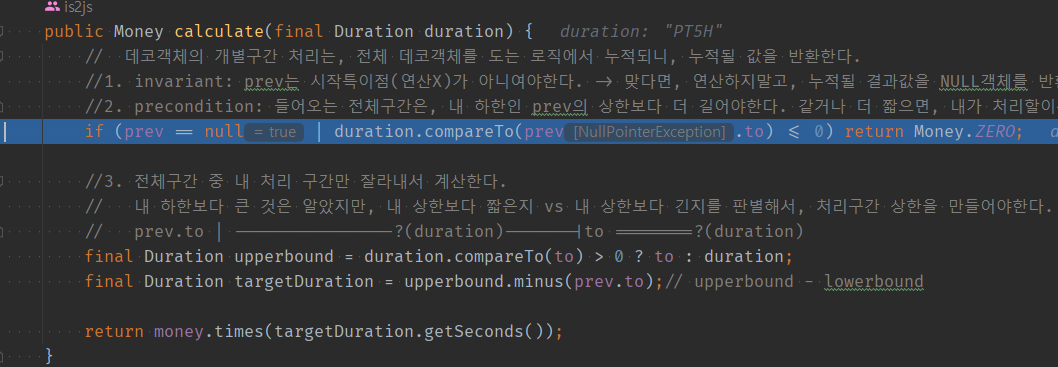 is2js
public Money calculate(final Duration duration) { duration: "PT5H"
// 데코객체의 개별구간 처리는, 전체 데코객체를 도는 로직에서 누적되니, 누적될 값을 반환한다.
//1. invariant: prev는 시작특이점(연산X)가 아니여야한다. → 맞다면, 연산하지말고, 누적될 결과값을 NULL객체를 반환
//2. precondition: 들어오는 전체구간은, 내 하한인 prev의 상한보다 더 길어야한다. 같거나 더 짧으면, 내가 처리할이
if (prev == null = true | duration.compareTo(prev [NullPointerException] .to) <= 0) return Money.ZERO;
//3. 전체구간 중 내 처리 구간만 잘라내서 계산한다.
// 내 하한보다 큰 것은 알았지만, 내 상한보다 짧은지 vs 내 상한보다 긴지를 판별해서, 처리구간 상한을 만들어야한다.
// prev.to | ---------------?(duration)-------|to ========?(duration)
final Duration upperbound = duration.compareTo(to) > 0 ? to : duration;
final Duration targetDuration = upperbound.minus(prev.to);// upperbound - lowerbound
return money.times(targetDuration.getSeconds());
}